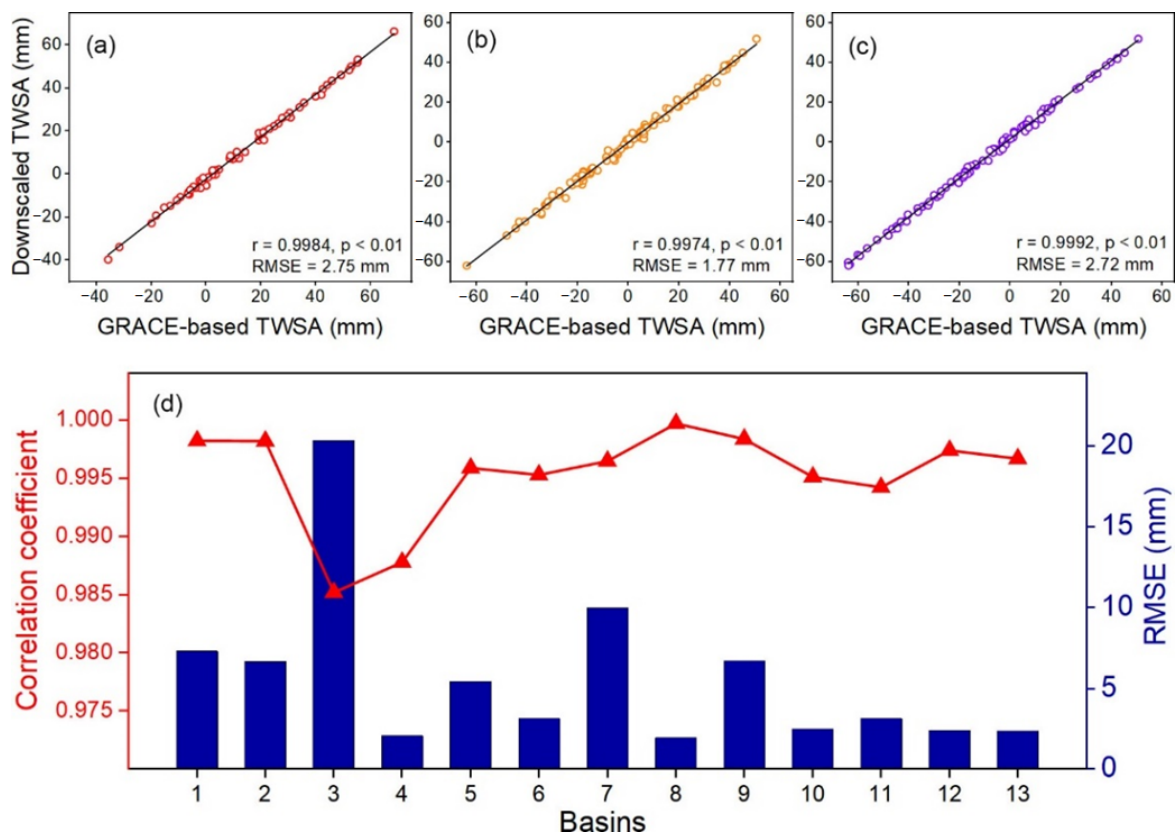 (a)
(b)
(c)
Downscaled TWSA (mm)
60
40
20
0
−20
−40
60
40
20
0
−20
−40
−60
60
40
20
0
−20
−40
−60
r = 0.9984, p < 0.01
RMSE = 2.75 mm
r = 0.9974, p < 0.01
RMSE = 1.77 mm
r = 0.9992, p < 0.01
RMSE = 2.72 mm
−40 −20 0 20 40 60
−60 −40 −20 0 20 40 60
−60 −40 −20 0 20 40 60
GRACE-based TWSA (mm)
GRACE-based TWSA (mm)
GRACE-based TWSA (mm)
(d)
Correlation coefficient
1.000
0.995
0.990
0.985
0.980
0.975
20
15
10
5
0
RMSE (mm)
1 2 3 4 5 6 7 8 9 10 11 12 13
Basins